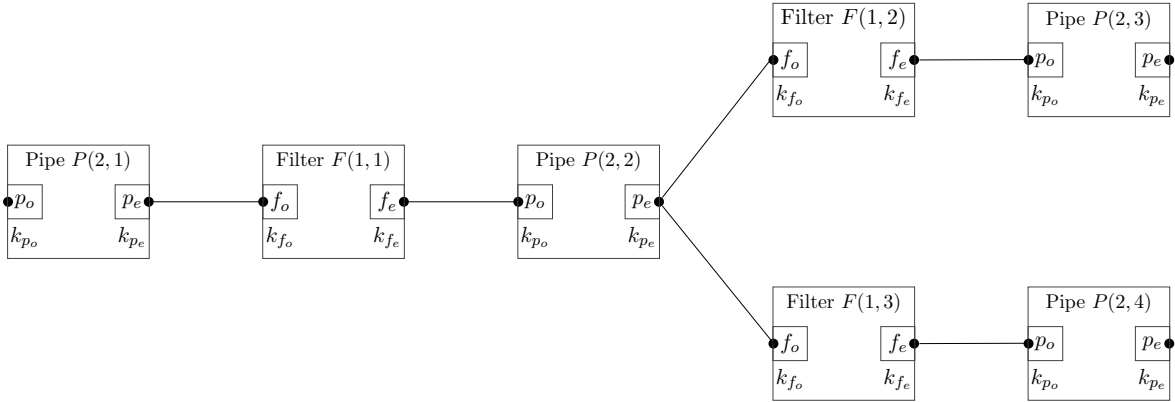 Filter $F(1,2)$
$f_o$ $f_e$
$k_{f_o}$ $k_{f_e}$
Pipe $P(2,3)$
$p_o$ $p_e$
$k_{p_o}$ $k_{p_e}$
Pipe $P(2,1)$
$p_o$ $p_e$
$k_{p_o}$ $k_{p_e}$
Filter $F(1,1)$
$f_o$ $f_e$
$k_{f_o}$ $k_{f_e}$
Pipe $P(2,2)$
$p_o$ $p_e$
$k_{p_o}$ $k_{p_e}$
Filter $F(1,3)$
$f_o$ $f_e$
$k_{f_o}$ $k_{f_e}$
Pipe $P(2,4)$
$p_o$ $p_e$
$k_{p_o}$ $k_{p_e}$